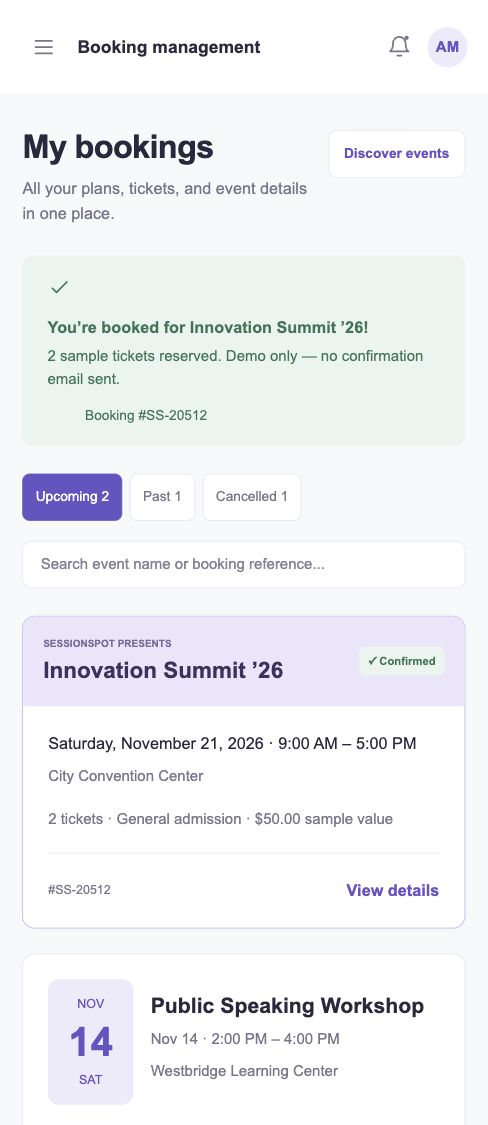 Booking management
AM
My bookings
Discover events
All your plans, tickets, and event details
in one place.
You’re booked for Innovation Summit ’26!
2 sample tickets reserved. Demo only — no confirmation
email sent.
Booking #SS-20512
Upcoming 2
Past 1
Cancelled 1
Search event name or booking reference...
SESSIONSPOT PRESENTS
Innovation Summit ’26
✓ Confirmed
Saturday, November 21, 2026 · 9:00 AM – 5:00 PM
City Convention Center
2 tickets · General admission · $50.00 sample value
#SS-20512
View details
NOV
14
SAT
Public Speaking Workshop
Nov 14 · 2:00 PM – 4:00 PM
Westbridge Learning Center